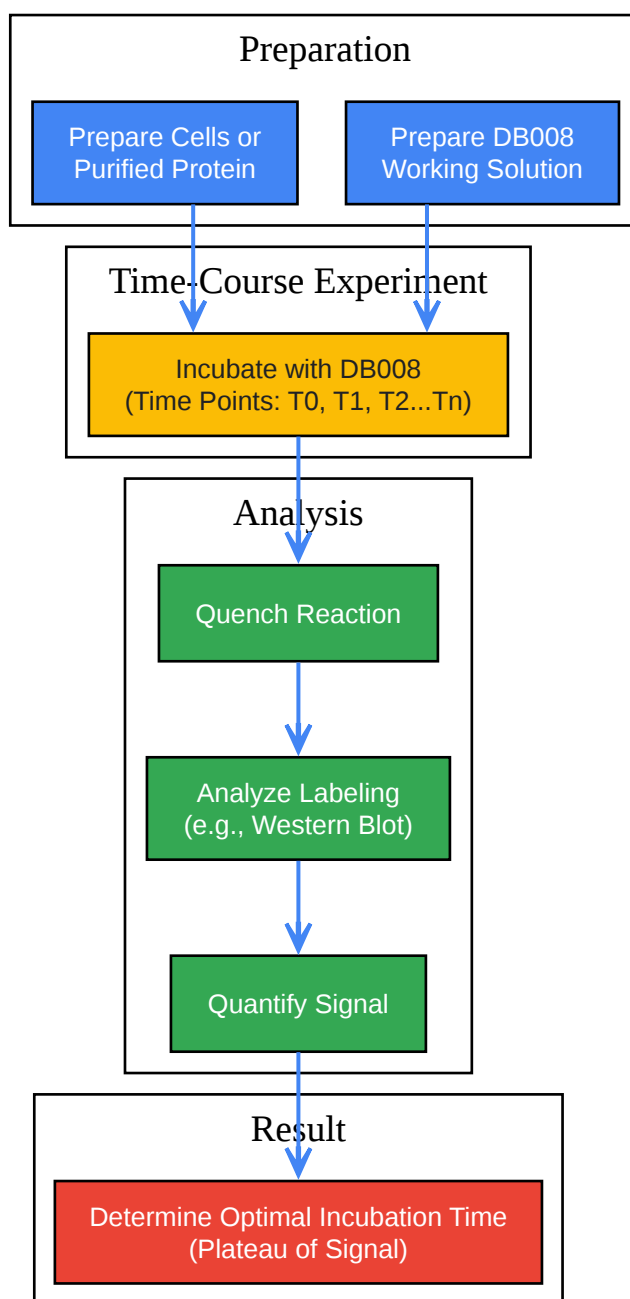 Preparation
Prepare Cells or
Purified Protein
Prepare DB008
Working Solution
Time-Course Experiment
Incubate with DB008
(Time Points: T0, T1, T2...Tn)
Analysis
Quench Reaction
Analyze Labeling
(e.g., Western Blot)
Quantify Signal
Result
Determine Optimal Incubation Time
(Plateau of Signal)